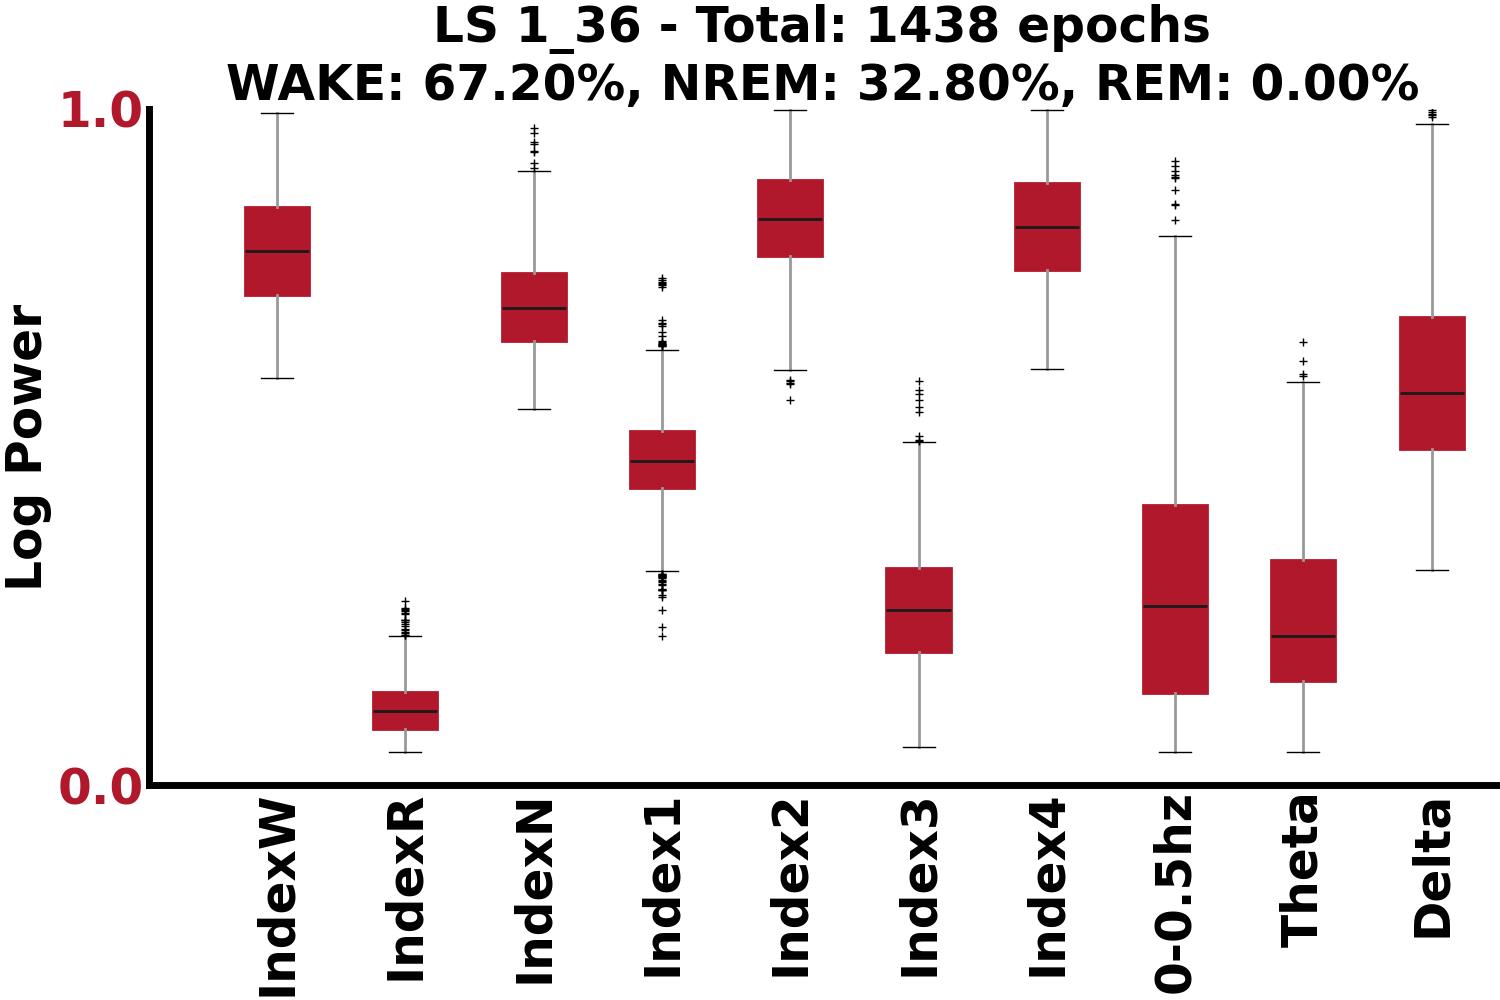 LS 1_36 - Total: 1438 epochs
WAKE: 67.20%, NREM: 32.80%, REM: 0.00%
1.0
Log Power
0.0
IndexW
IndexR
IndexN
Index1
Index2
Index3
Index4
0-0.5hz
Theta
Delta